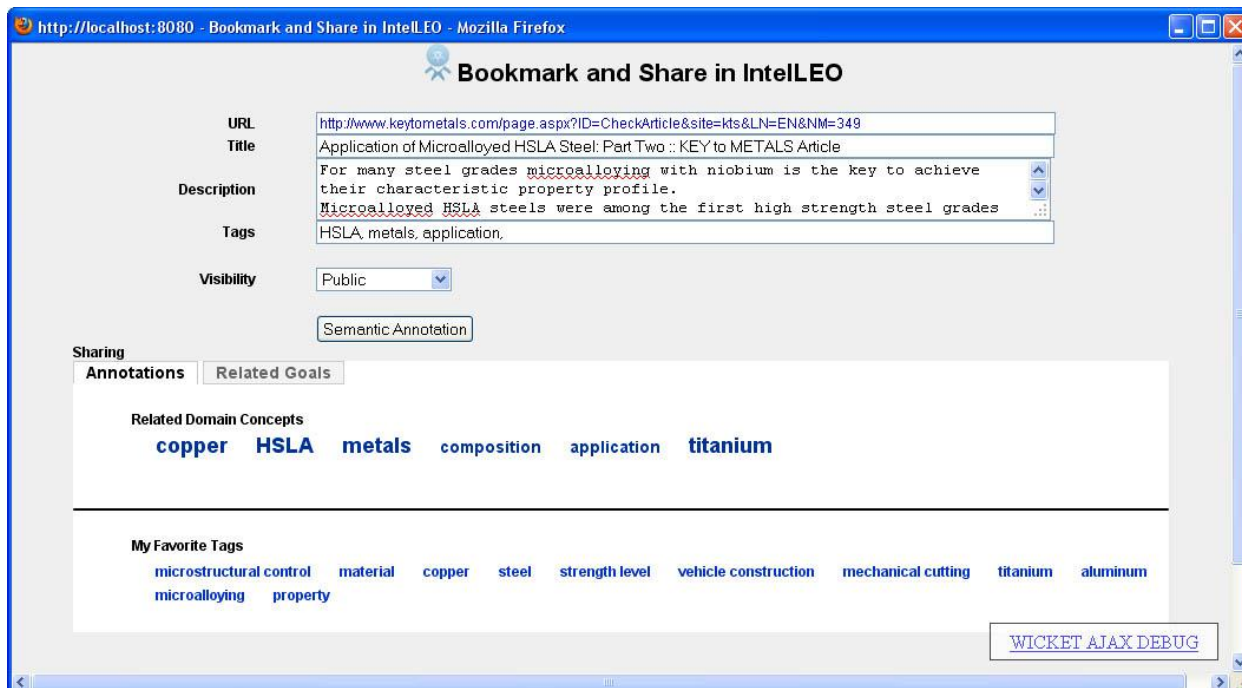 http://localhost:8080 - Bookmark and Share in IntelLEO - Mozilla Firefox
Bookmark and Share in IntelLEO
URL http://www.keytometals.com/page.aspx?ID=CheckArticle&site=kts&LN=EN&NM=349
Title Application of Microalloyed HSLA Steel: Part Two :: KEY to METALS Article
Description For many steel grades microalloying with niobium is the key to achieve
their characteristic property profile.
Microalloyed HSLA steels were among the first high strength steel grades
Tags HSLA, metals, application,
Visibility Public
Semantic Annotation
Sharing
Annotations Related Goals
Related Domain Concepts
copper HSLA metals composition application titanium
My Favorite Tags
microstructural control material copper steel strength level vehicle construction mechanical cutting titanium aluminum
microalloying property
WICKET AJAX DEBUG